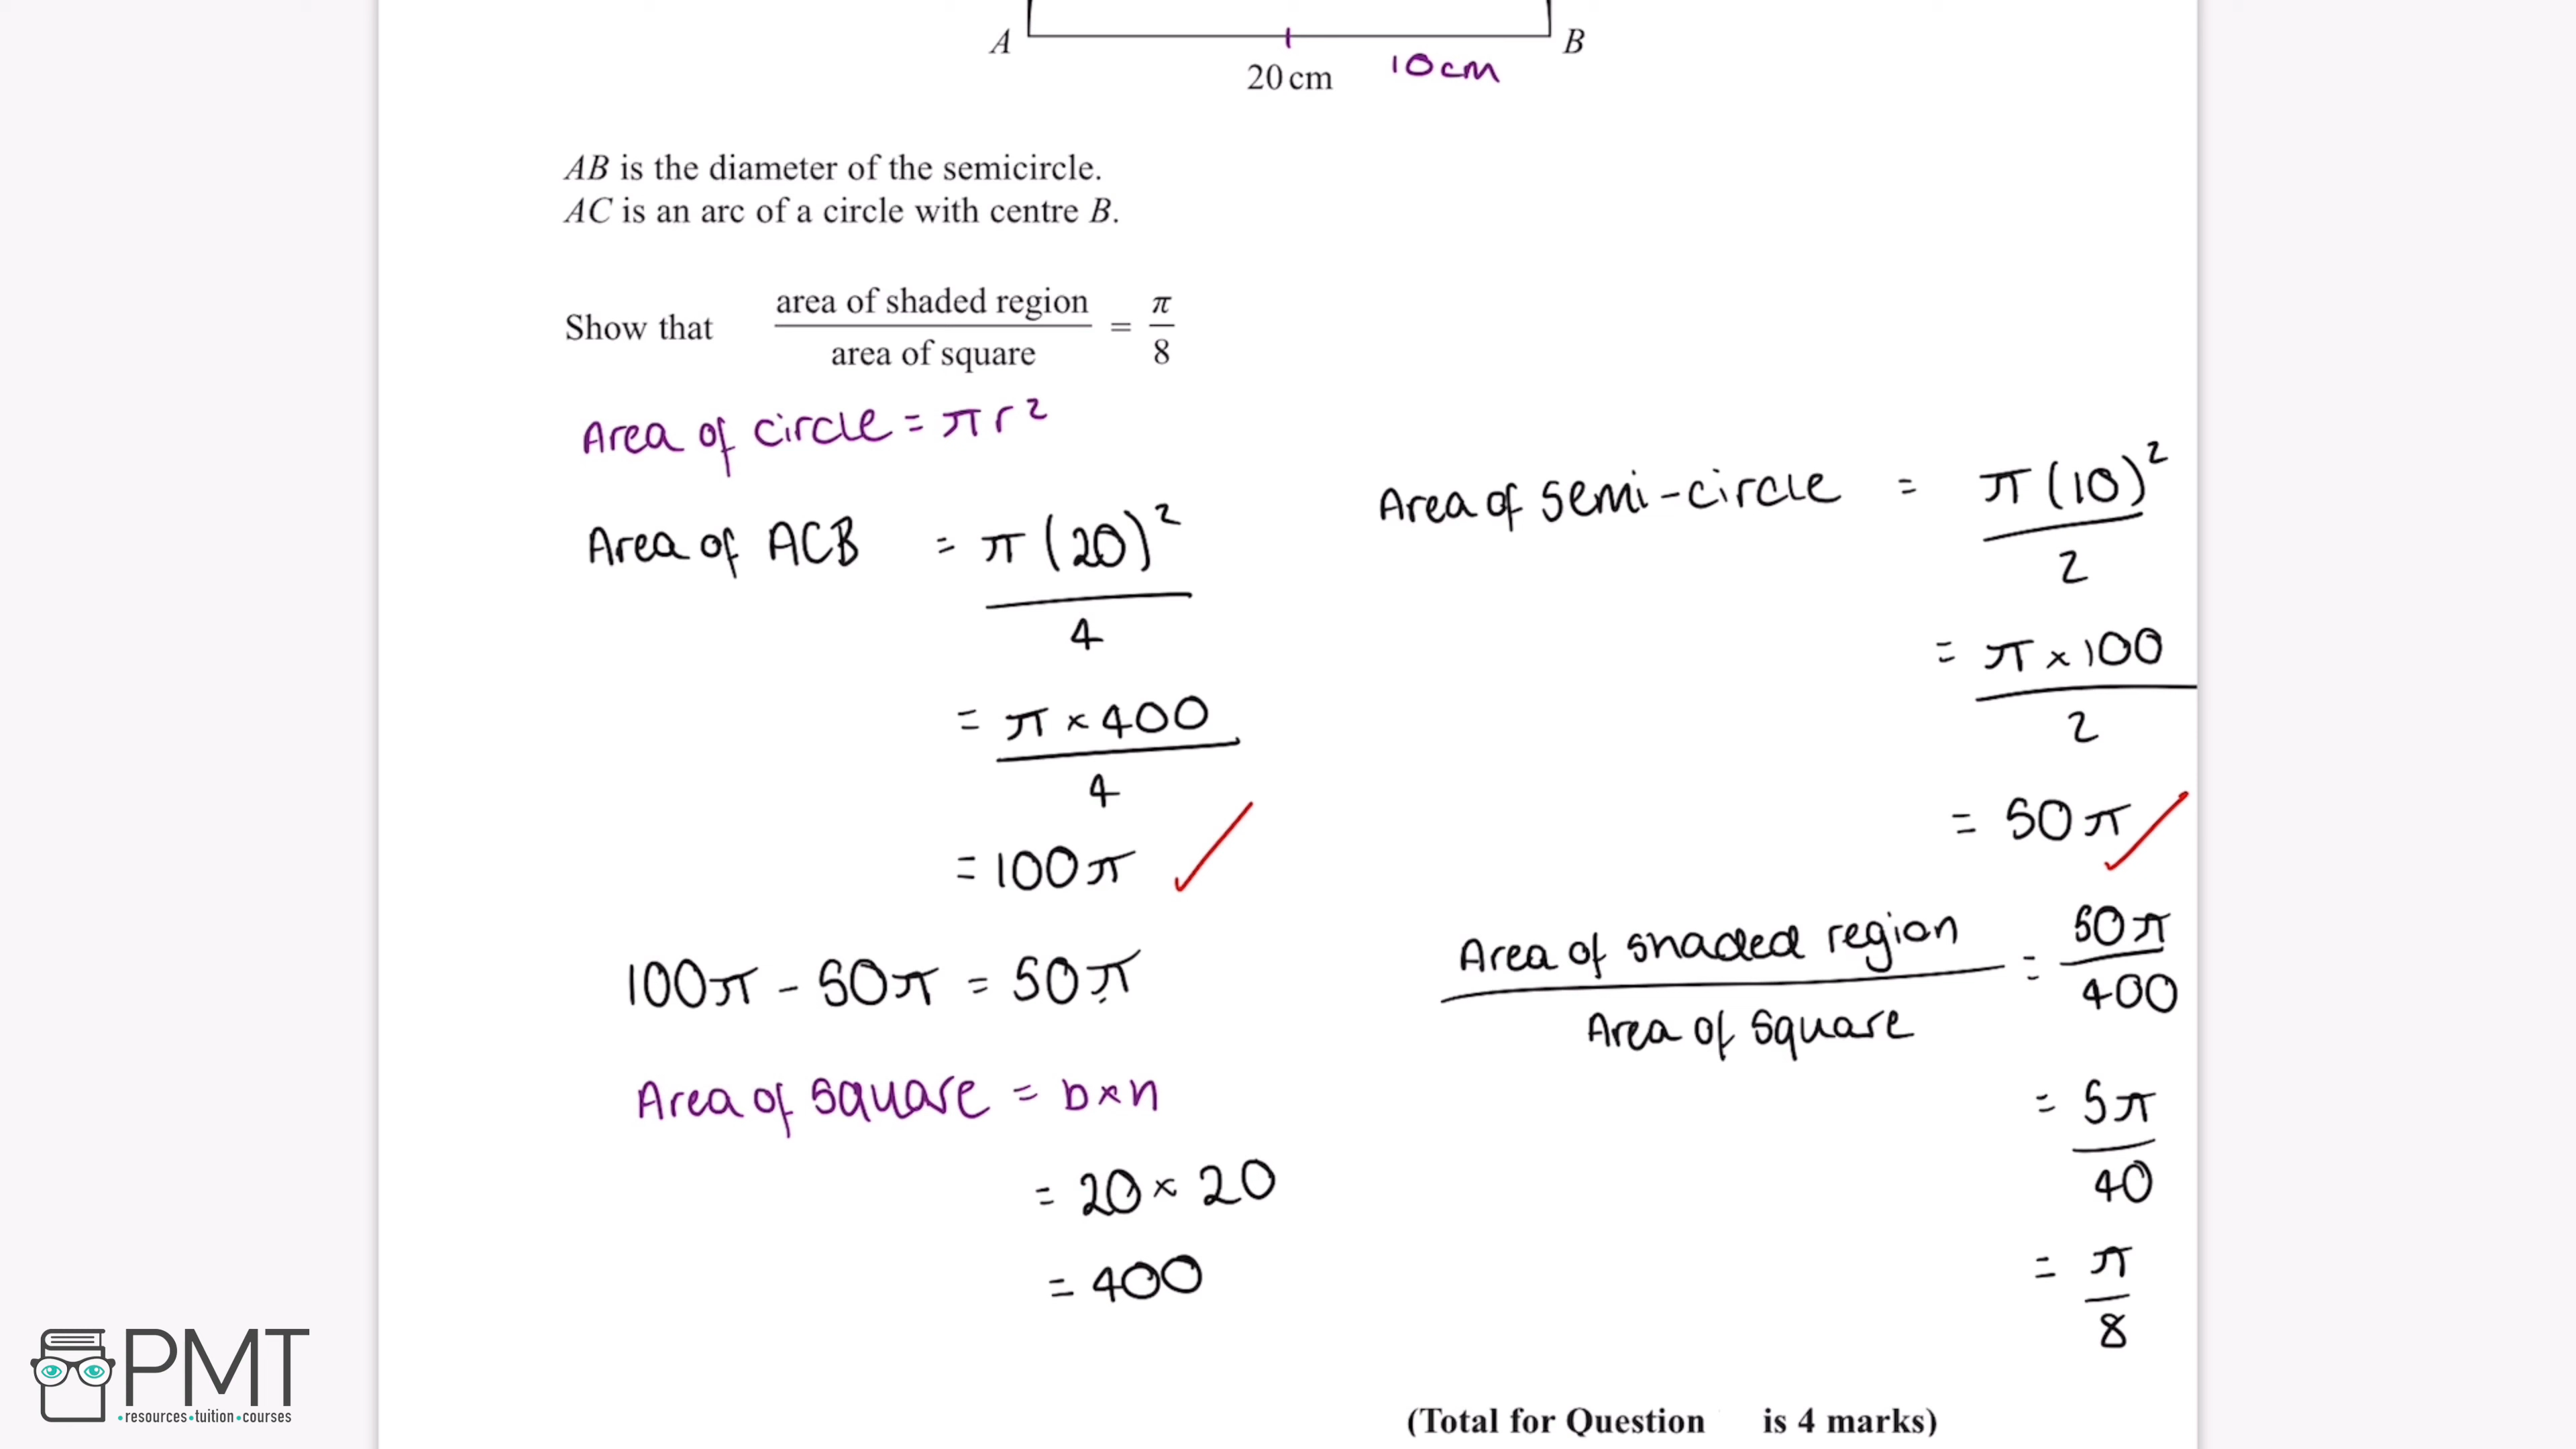 A B
20 cm 10cm
AB is the diameter of the semicircle.
AC is an arc of a circle with centre B.
Show that area of shaded region / area of square = π / 8
Area of circle = πr²
Area of ACB = π(20)² / 4
= π × 400 / 4
= 100π
100π - 50π = 50π
Area of square = b×h
= 20 × 20
= 400
Area of semi-circle = π(10)² / 2
= π × 100 / 2
= 50π
Area of shaded region / Area of square = 50π / 400
= 5π / 40
= π / 8
(Total for Question is 4 marks)
PMT
•resources•tuition•courses